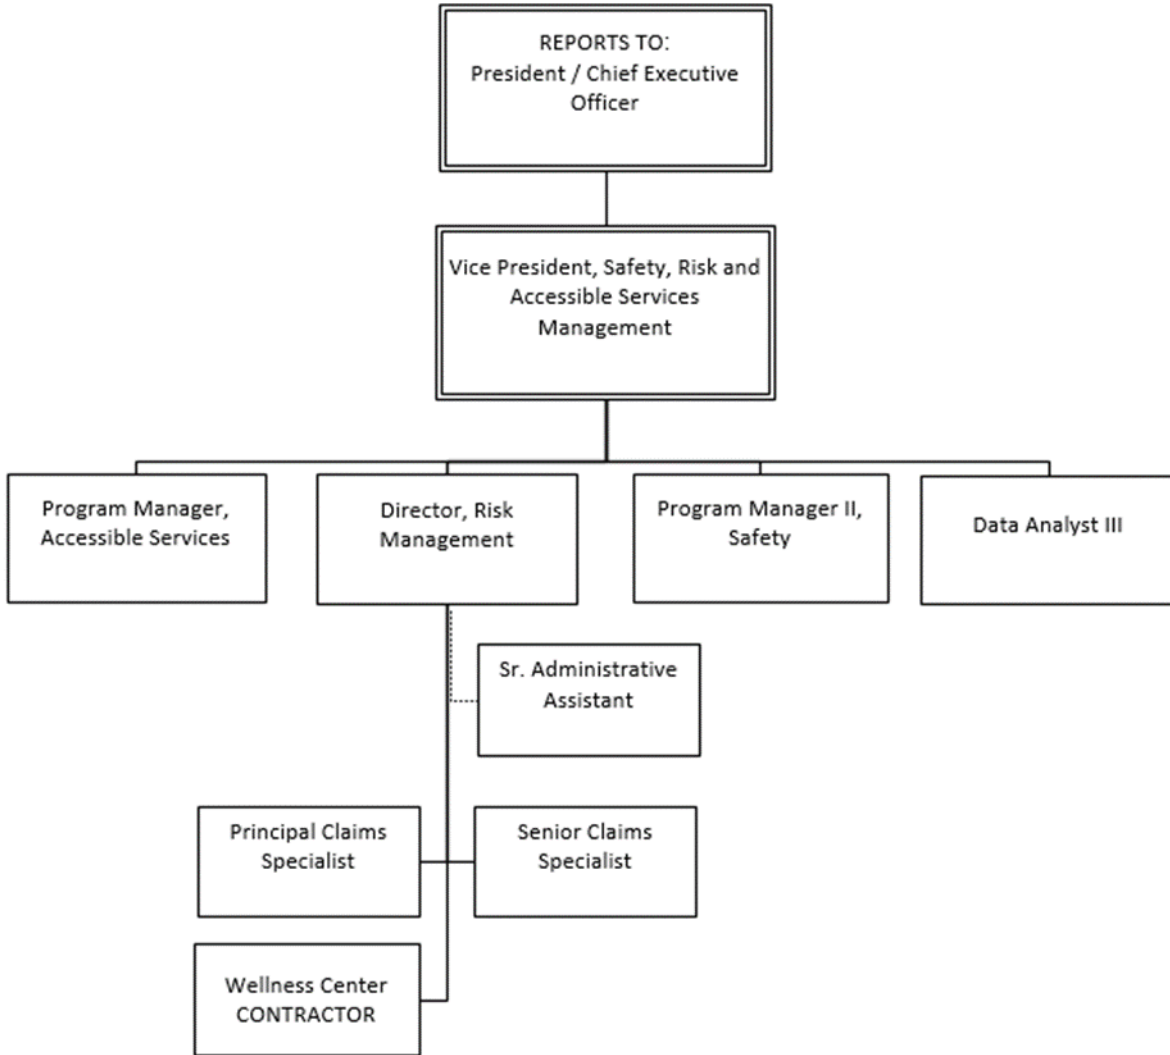 REPORTS TO:
President / Chief Executive
Officer
Vice President, Safety, Risk and
Accessible Services
Management
Program Manager,
Accessible Services
Director, Risk
Management
Program Manager II,
Safety
Data Analyst III
Sr. Administrative
Assistant
Principal Claims
Specialist
Senior Claims
Specialist
Wellness Center
CONTRACTOR